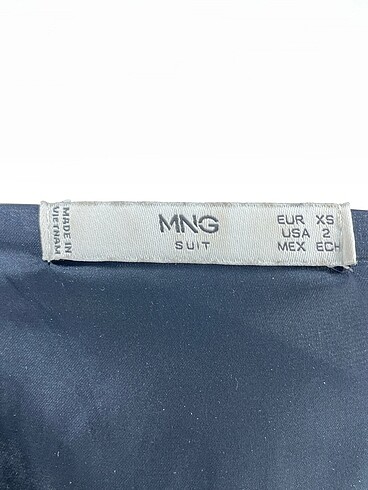 MADE IN
VIETNAM
MNG
SUIT
EUR XS
USA 2
MEX ECH